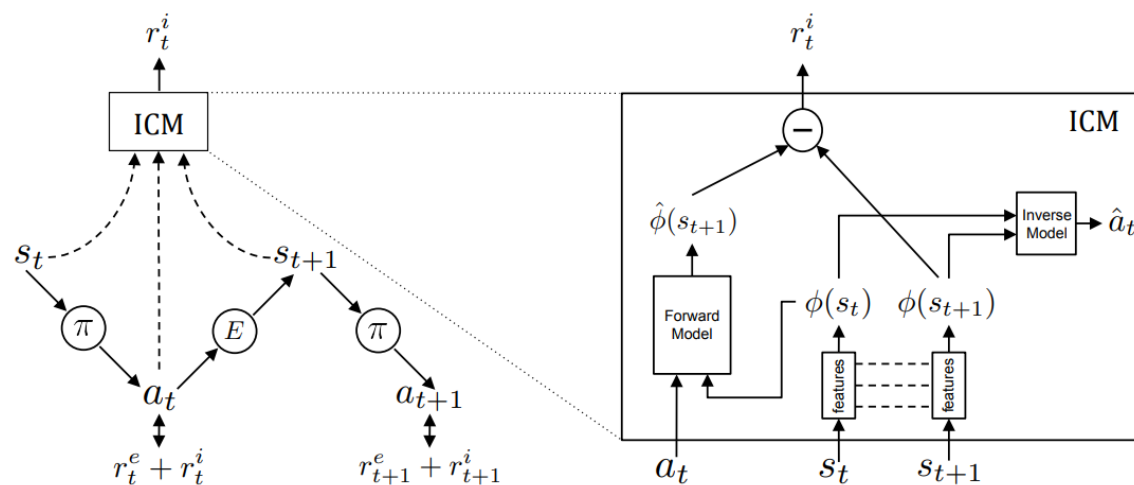 r_t^i
ICM
s_t
s_{t+1}
π
E
π
a_t
a_{t+1}
r_t^e + r_t^i
r_{t+1}^e + r_{t+1}^i
r_t^i
ICM
−
\hat{ϕ}(s_{t+1})
Inverse
Model
\hat{a}_t
Forward
Model
ϕ(s_t)
ϕ(s_{t+1})
features
features
a_t
s_t
s_{t+1}